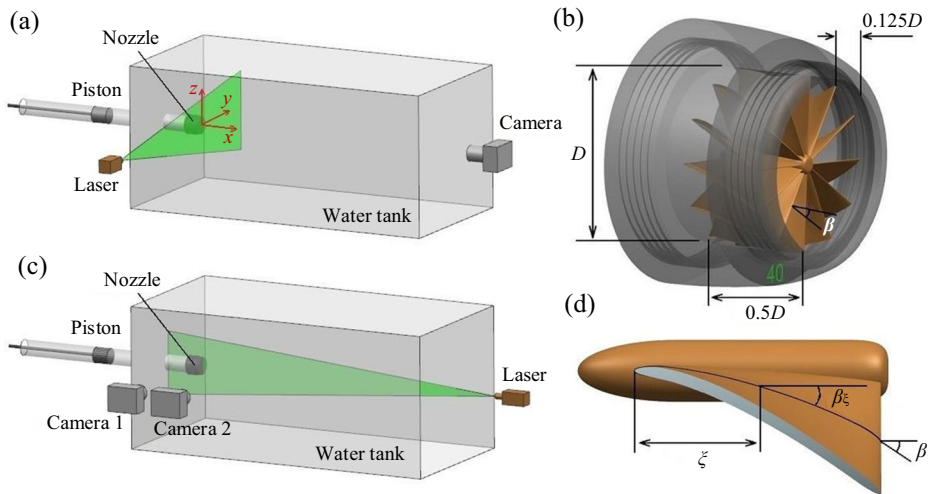 (a)
Nozzle
Piston
z
y
x
Laser
Camera
Water tank
(b)
0.125D
D
β
40
0.5D
(c)
Nozzle
Piston
Laser
Camera 1
Camera 2
Water tank
(d)
βξ
ξ
β